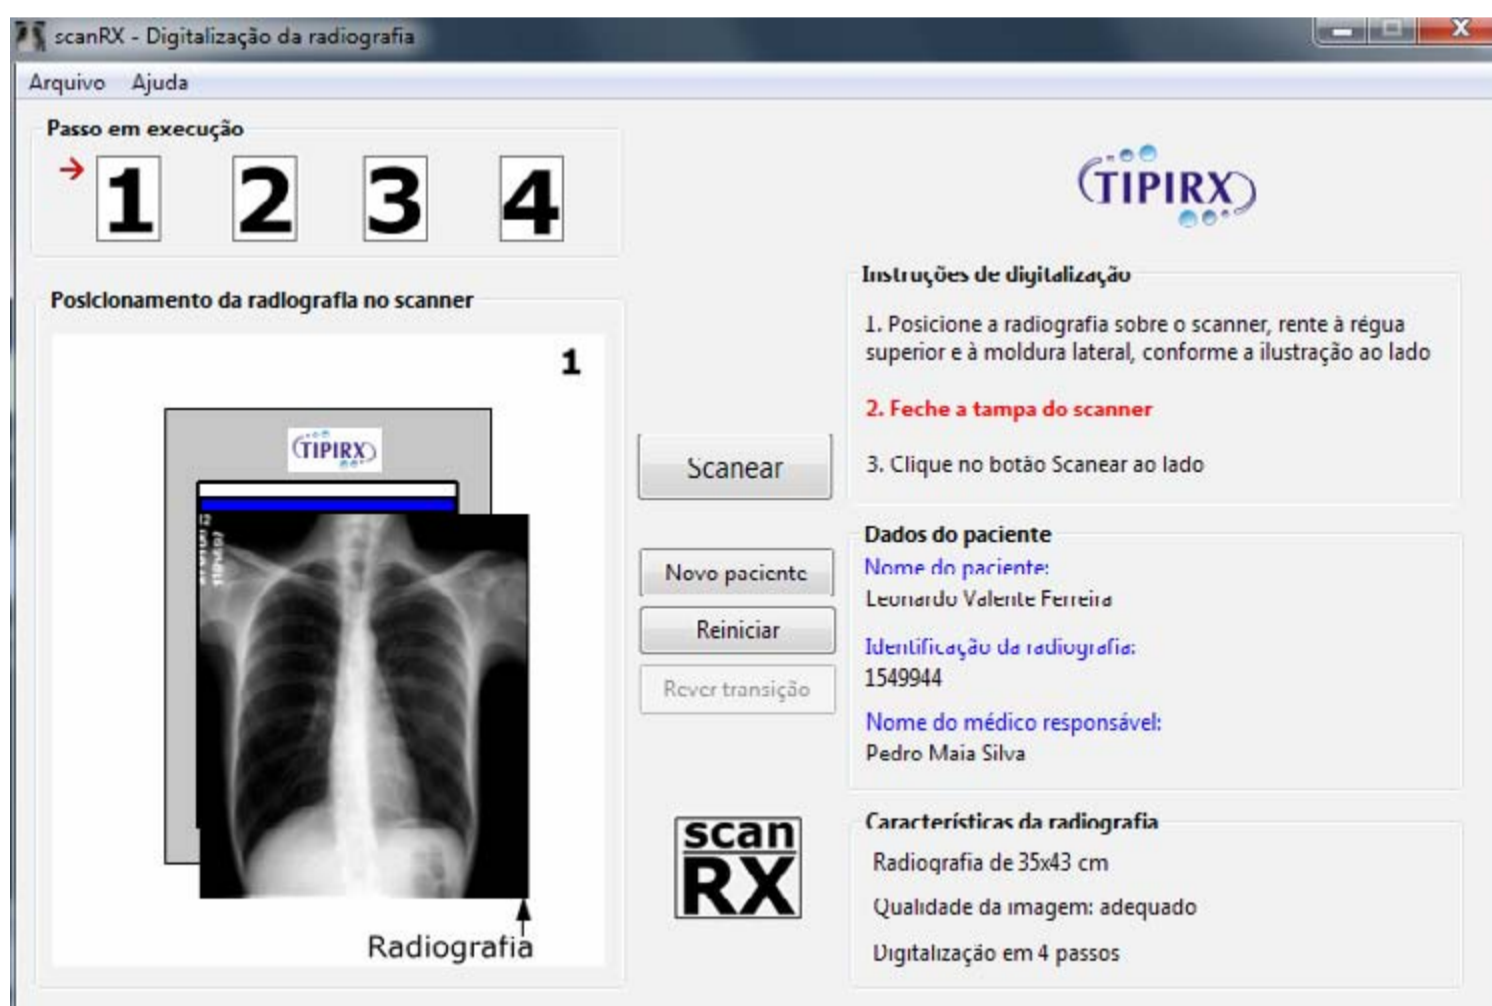 scanRX - Digitalização da radiografia
Arquivo Ajuda
Passo em execução
1 2 3 4
TIPIRX
Posicionamento da radiografia no scanner
1
TIPIRX
Radiografia
Scanear
Novo paciente
Reiniciar
Rever transição
scan
RX
Instruções de digitalização
1. Posicione a radiografia sobre o scanner, rente à régua
superior e à moldura lateral, conforme a ilustração ao lado
2. Feche a tampa do scanner
3. Clique no botão Scanear ao lado
Dados do paciente
Nome do paciente:
Leonardo Valente Ferreira
Identificação da radiografia:
1549944
Nome do médico responsável:
Pedro Maia Silva
Características da radiografia
Radiografia de 35x43 cm
Qualidade da imagem: adequado
Digitalização em 4 passos